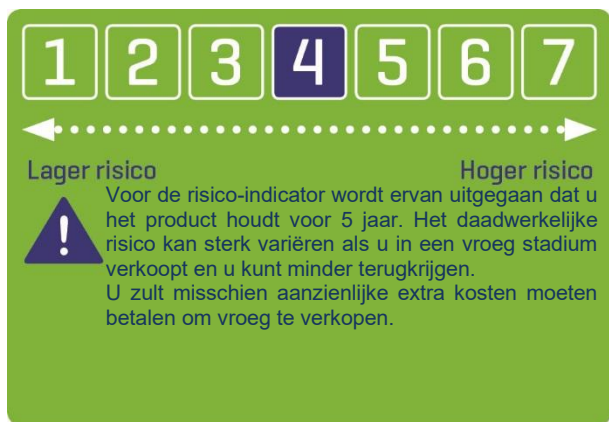 1 2 3 4 5 6 7
Lager risico Hoger risico
Voor de risico-indicator wordt ervan uitgegaan dat u
het product houdt voor 5 jaar. Het daadwerkelijke
risico kan sterk variëren als u in een vroeg stadium
verkoopt en u kunt minder terugkrijgen.
U zult misschien aanzienlijke extra kosten moeten
betalen om vroeg te verkopen.